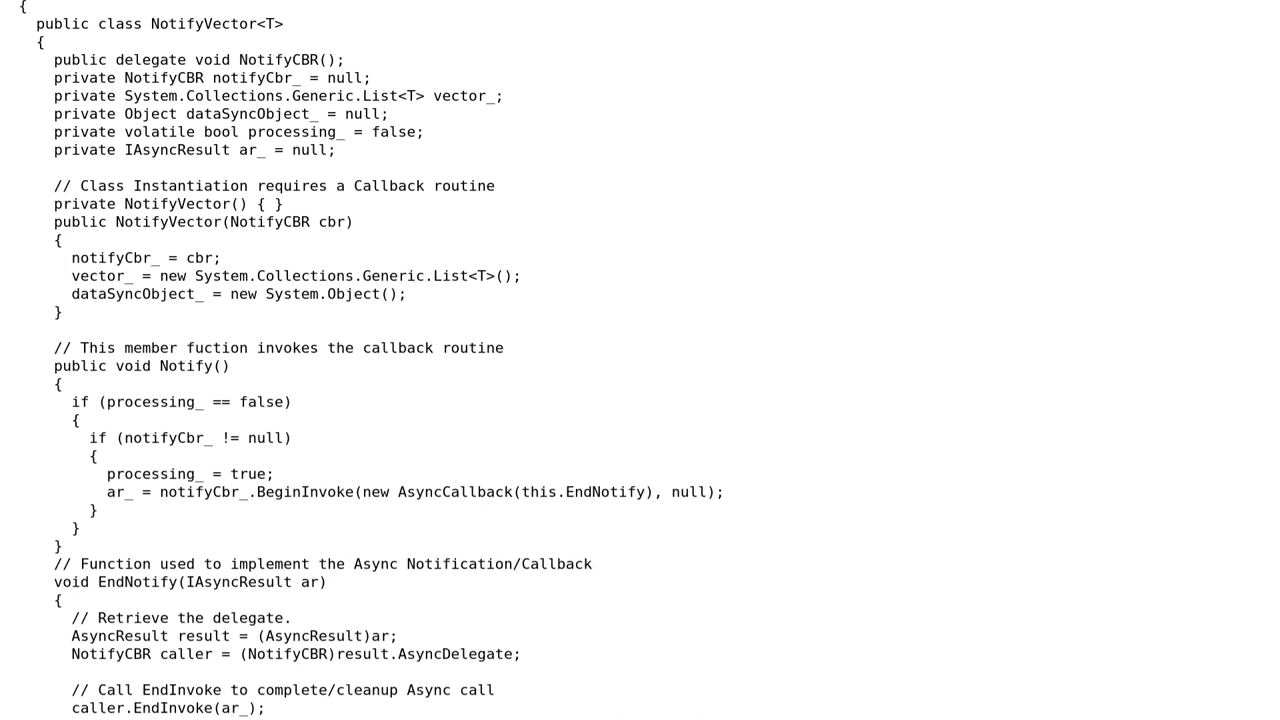 {
  public class NotifyVector<T>
  {
    public delegate void NotifyCBR();
    private NotifyCBR notifyCbr_ = null;
    private System.Collections.Generic.List<T> vector_;
    private Object dataSyncObject_ = null;
    private volatile bool processing_ = false;
    private IAsyncResult ar_ = null;

    // Class Instantiation requires a Callback routine
    private NotifyVector() { }
    public NotifyVector(NotifyCBR cbr)
    {
      notifyCbr_ = cbr;
      vector_ = new System.Collections.Generic.List<T>();
      dataSyncObject_ = new System.Object();
    }

    // This member fuction invokes the callback routine
    public void Notify()
    {
      if (processing_ == false)
      {
        if (notifyCbr_ != null)
        {
          processing_ = true;
          ar_ = notifyCbr_.BeginInvoke(new AsyncCallback(this.EndNotify), null);
        }
      }
    }
    // Function used to implement the Async Notification/Callback
    void EndNotify(IAsyncResult ar)
    {
      // Retrieve the delegate.
      AsyncResult result = (AsyncResult)ar;
      NotifyCBR caller = (NotifyCBR)result.AsyncDelegate;

      // Call EndInvoke to complete/cleanup Async call
      caller.EndInvoke(ar_);